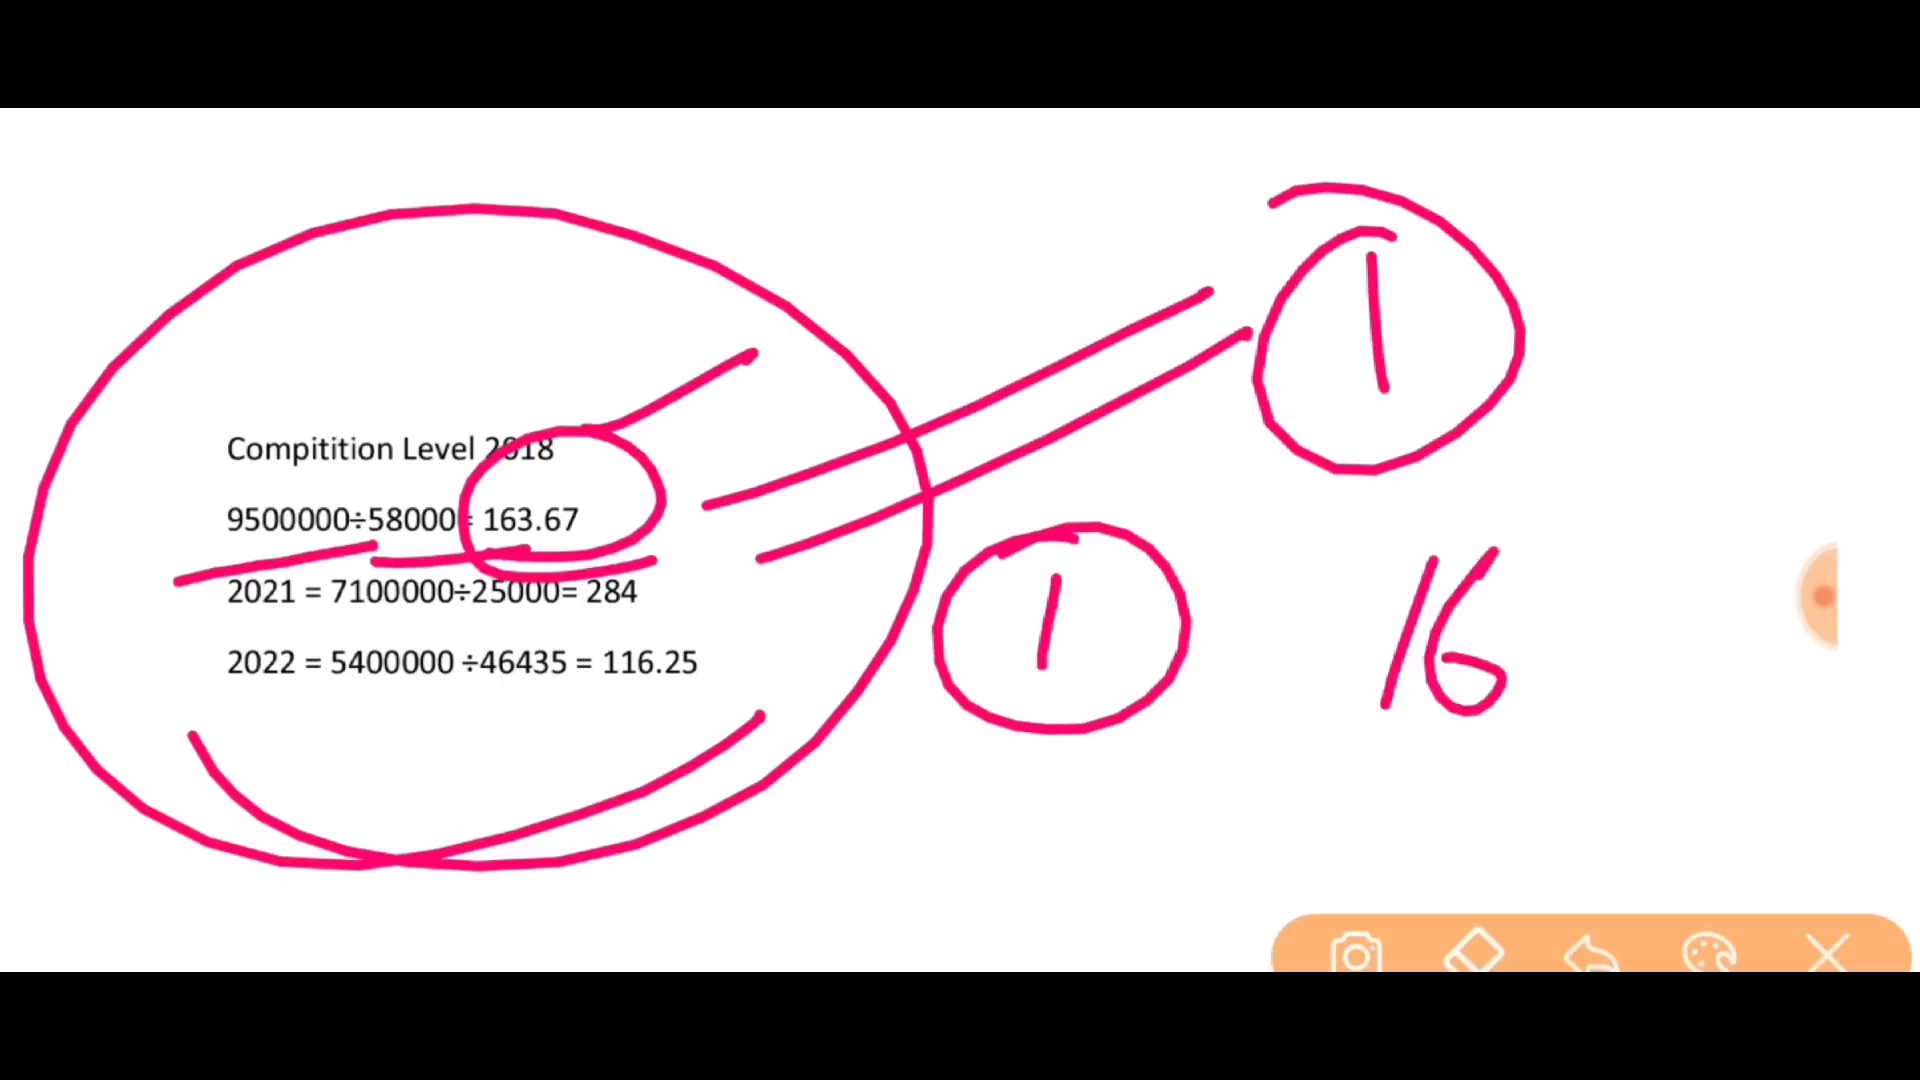 Compitition Level 2018
9500000÷58000= 163.67
2021 = 7100000÷25000= 284
2022 = 5400000 ÷46435 = 116.25
1
1
16